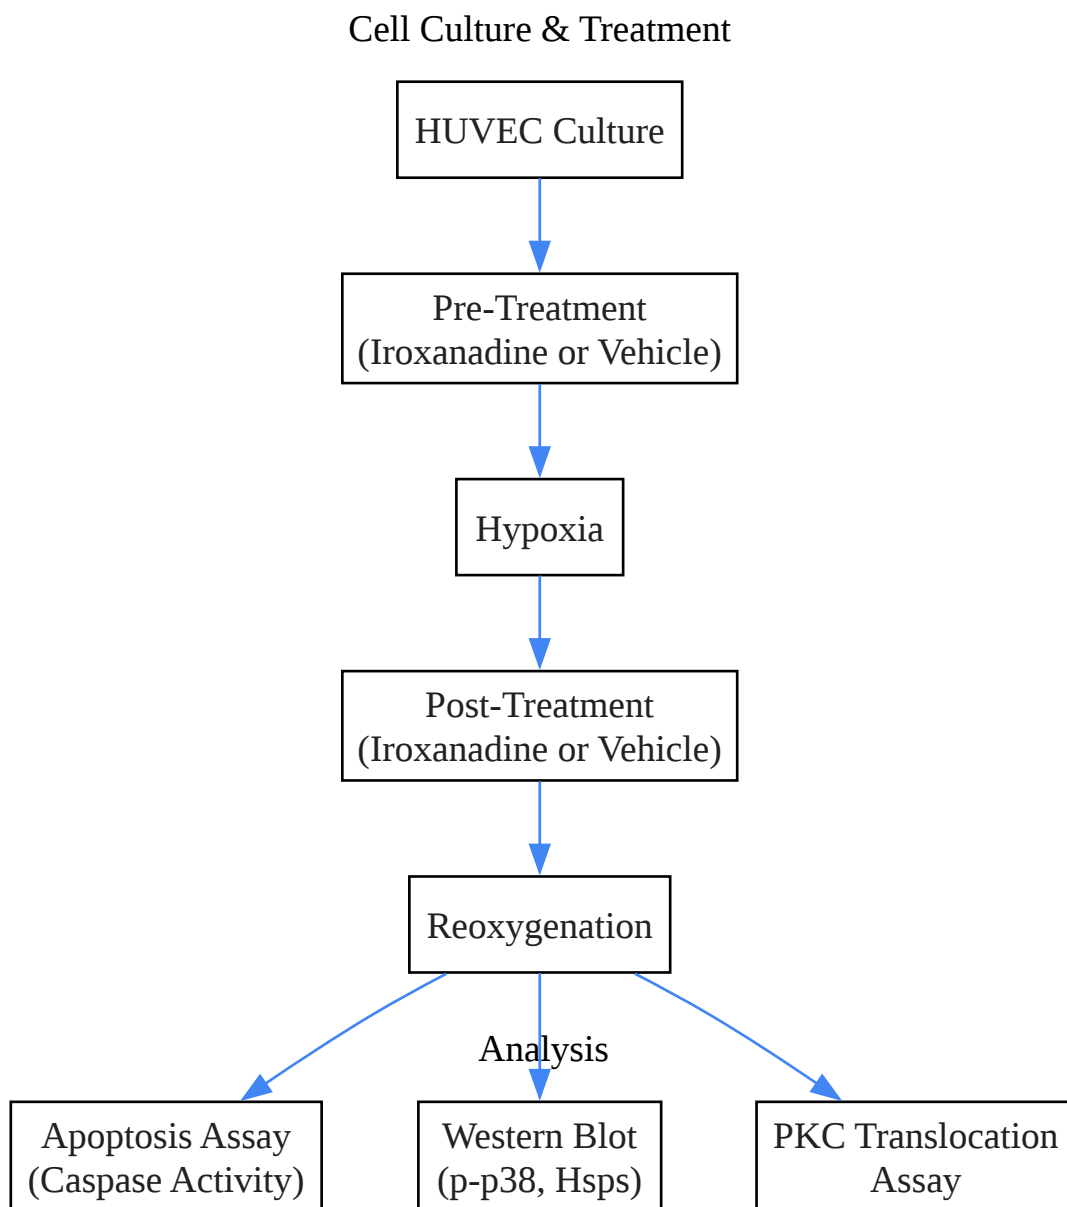 Cell Culture & Treatment
HUVEC Culture
Pre-Treatment
(Iroxanadine or Vehicle)
Hypoxia
Post-Treatment
(Iroxanadine or Vehicle)
Reoxygenation
Analysis
Apoptosis Assay
(Caspase Activity)
Western Blot
(p-p38, Hsps)
PKC Translocation
Assay